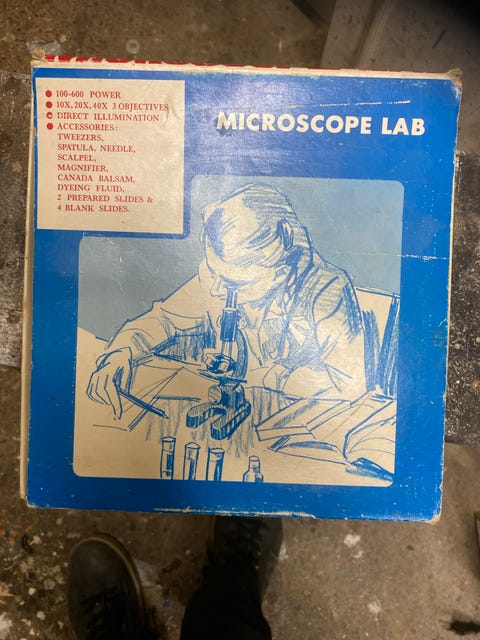 100-600 POWER
10X, 20X, 40X 3 OBJECTIVES
DIRECT ILLUMINATION
ACCESSORIES:
TWEEZERS,
SPATULA, NEEDLE,
SCALPEL,
MAGNIFIER,
CANADA BALSAM,
DYEING FLUID,
2 PREPARED SLIDES &
4 BLANK SLIDES.
MICROSCOPE LAB